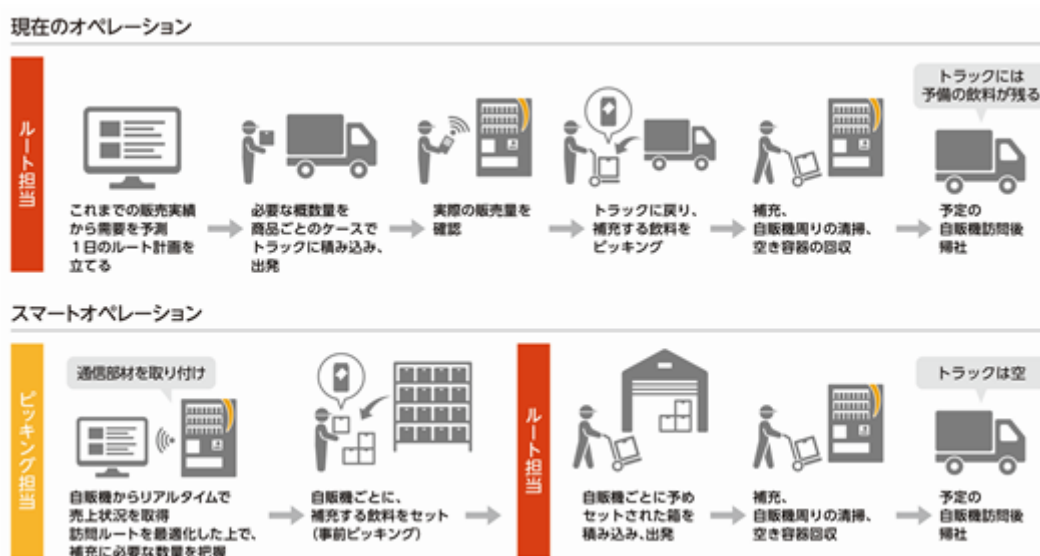 現在のオペレーション
ルート担当
これまでの販売実績
から需要を予測
1日のルート計画を
立てる
必要な概数量を
商品ごとのケースで
トラックに積み込み、
出発
実際の販売量を
確認
トラックに戻り、
補充する飲料を
ピッキング
補充、
自販機周りの清掃、
空き容器の回収
トラックには
予備の飲料が残る
予定の
自販機訪問後
帰社
スマートオペレーション
ピッキング担当
通信部材を取り付け
自販機からリアルタイムで
売上状況を取得
訪問ルートを最適化した上で、
補充に必要な数量を把握
自販機ごとに、
補充する飲料をセット
(事前ピッキング)
ルート担当
自販機ごとに予め
セットされた箱を
積み込み、出発
補充、
自販機周りの清掃、
空き容器回収
トラックは空
予定の
自販機訪問後
帰社